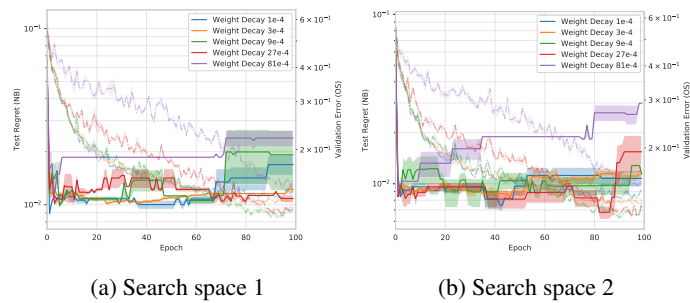 10⁻¹
10⁻²
Test Regret (NB)
Weight Decay 1e-4
Weight Decay 3e-4
Weight Decay 9e-4
Weight Decay 27e-4
Weight Decay 81e-4
6 × 10⁻¹
4 × 10⁻¹
3 × 10⁻¹
2 × 10⁻¹
Validation Error (OS)
0 20 40 60 80 100
Epoch
(a) Search space 1
10⁻¹
10⁻²
Test Regret (NB)
Weight Decay 1e-4
Weight Decay 3e-4
Weight Decay 9e-4
Weight Decay 27e-4
Weight Decay 81e-4
6 × 10⁻¹
4 × 10⁻¹
3 × 10⁻¹
2 × 10⁻¹
Validation Error (OS)
0 20 40 60 80 100
Epoch
(b) Search space 2